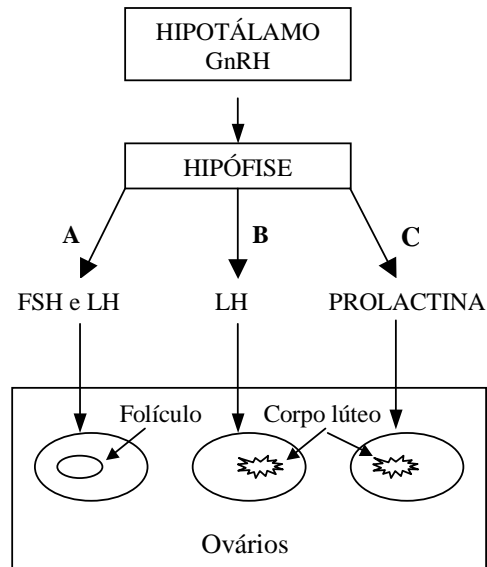 HIPOTÁLAMO
GnRH
HIPÓFISE
A B C
FSH e LH LH PROLACTINA
Folículo Corpo lúteo
Ovários